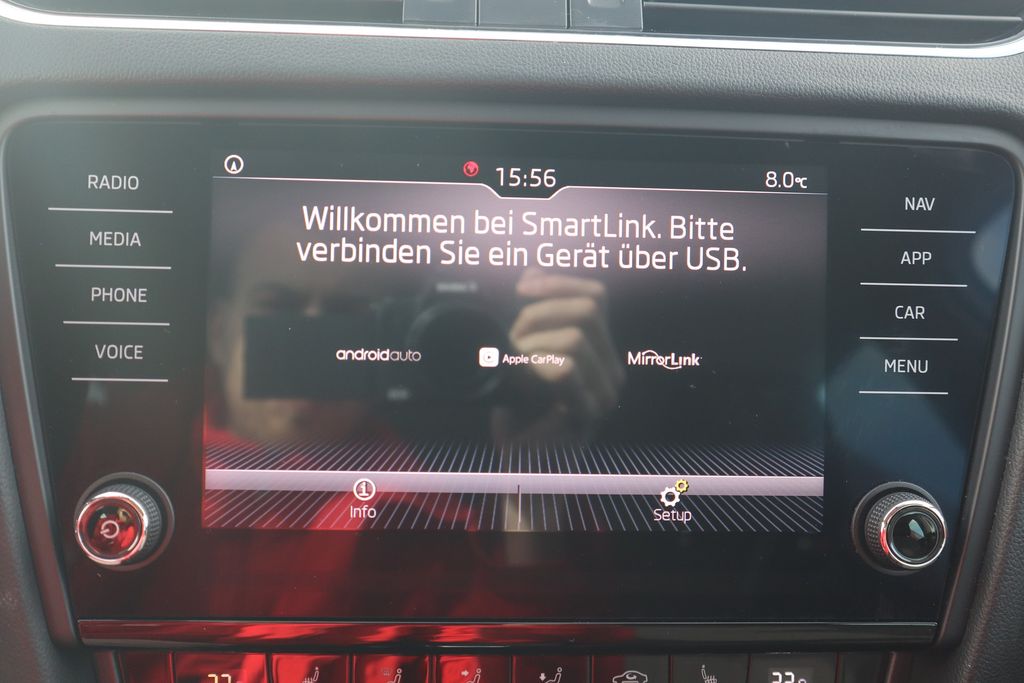 RADIO
MEDIA
PHONE
VOICE
15:56
8.0°C
Willkommen bei SmartLink. Bitte
verbinden Sie ein Gerät über USB.
androidauto
Apple CarPlay
MirrorLink
Info
Setup
NAV
APP
CAR
MENU